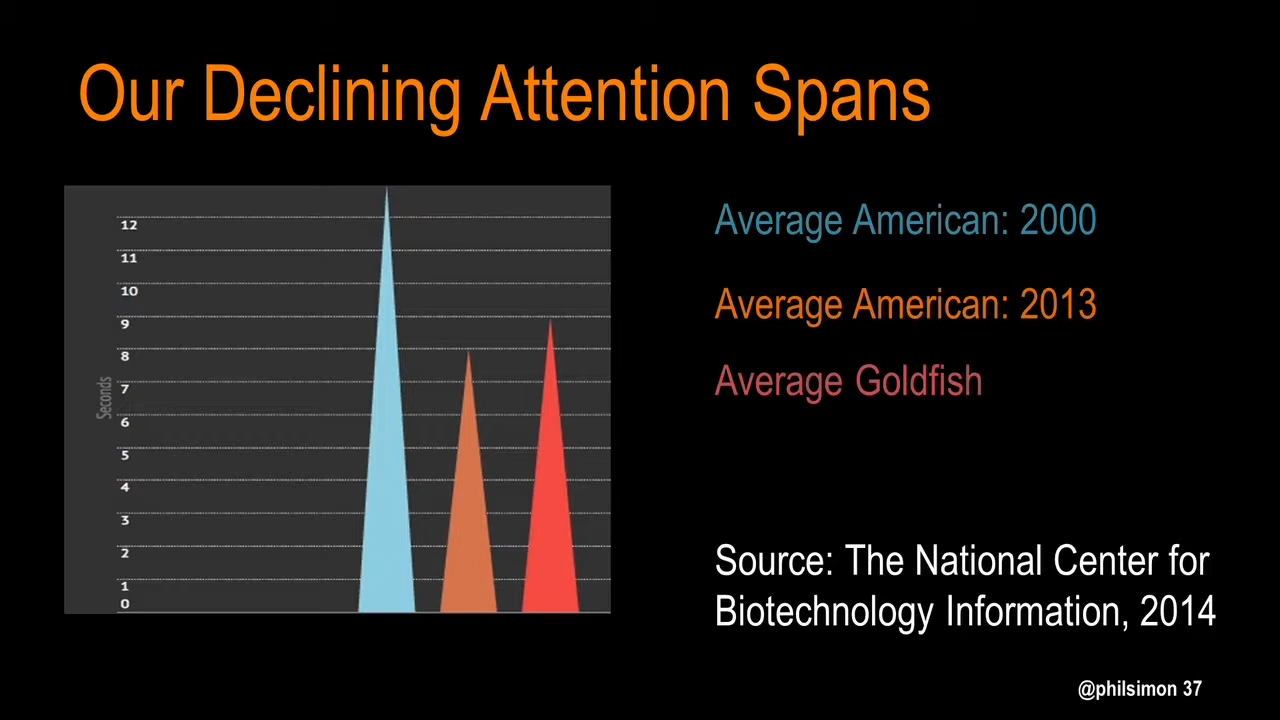 Our Declining Attention Spans
12
11
10
9
8
7
6
5
4
3
2
1
0
Seconds
Average American: 2000
Average American: 2013
Average Goldfish
Source: The National Center for
Biotechnology Information, 2014
@philsimon 37